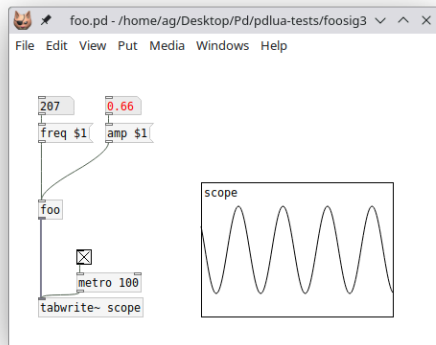 foo.pd - /home/ag/Desktop/Pd/pdlua-tests/foosig3
File Edit View Put Media Windows Help
207 0.66
freq $1 amp $1
scope
foo
metro 100
tabwrite~ scope